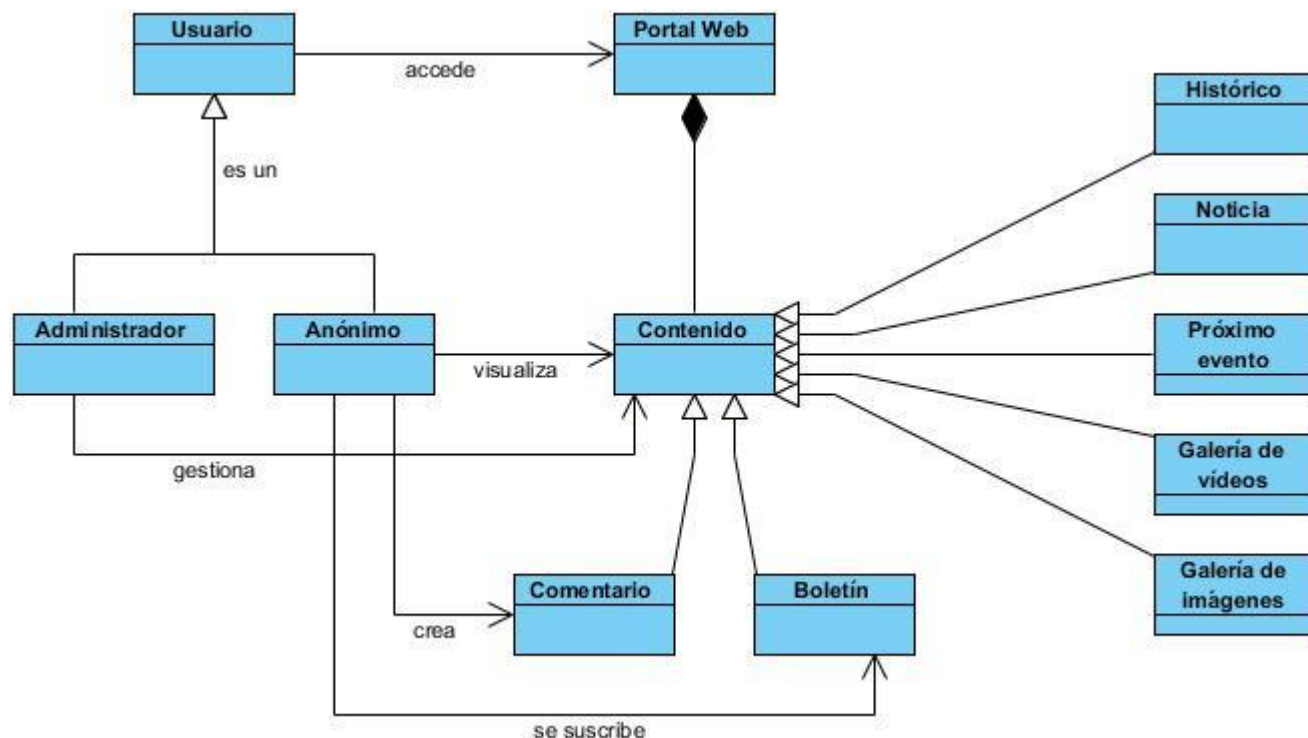 Usuario
Portal Web
accede
Histórico
es un
Noticia
Administrador
Anónimo
Contenido
Próximo
evento
visualiza
gestiona
Galería de
vídeos
Comentario
Boletín
Galería de
imágenes
crea
se suscribe